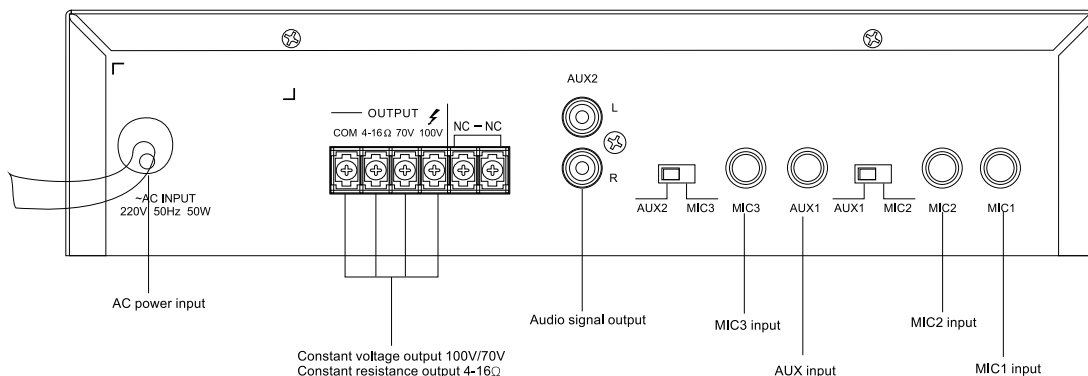 AUX2
L
R
OUTPUT
COM 4-16Ω 70V 100V
NC – NC
~AC INPUT
220V 50Hz 50W
AUX2 MIC3
MIC3
AUX1
AUX1 MIC2
MIC2
MIC1
AC power input
Constant voltage output 100V/70V
Constant resistance output 4-16Ω
Audio signal output
MIC3 input
AUX input
MIC2 input
MIC1 input